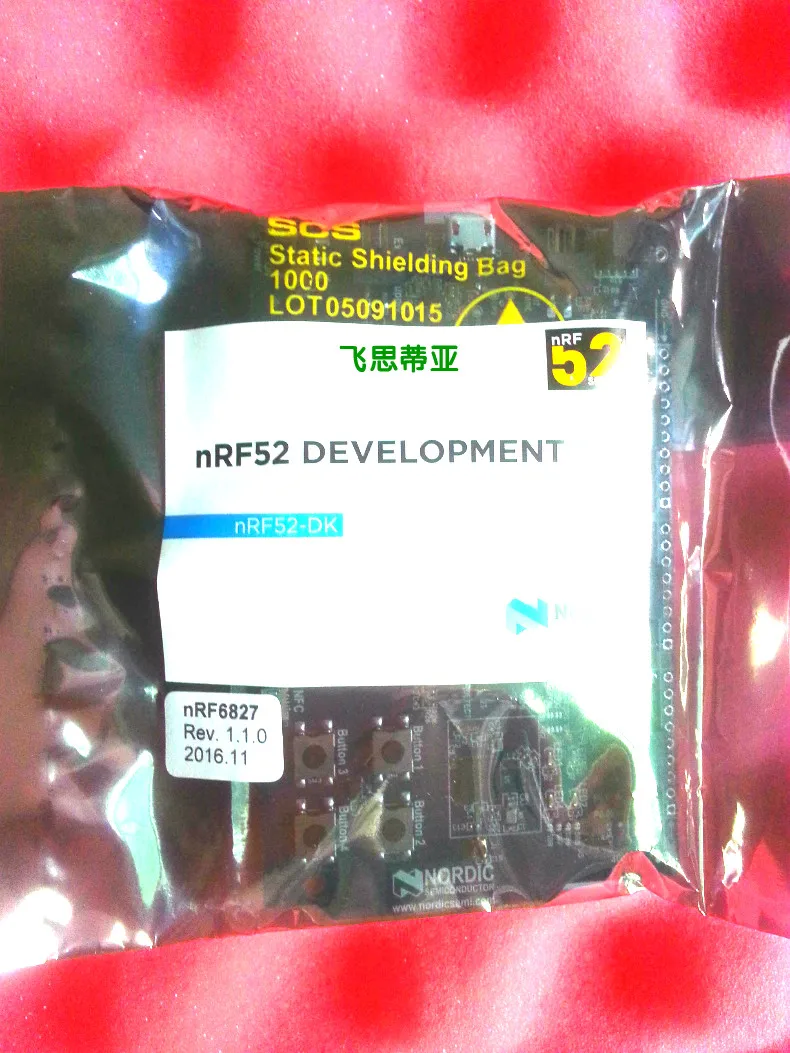 SCS
Static Shielding Bag
1000
LOT05091015
飞思蒂亚
nRF
52
nRF52 DEVELOPMENT
nRF52-DK
N
nRF6827
Rev. 1.1.0
2016.11
NFC
Button 3
Button 1
Button 4
Button 2
NORDIC
SEMICONDUCTOR
www.nordicsemi.com